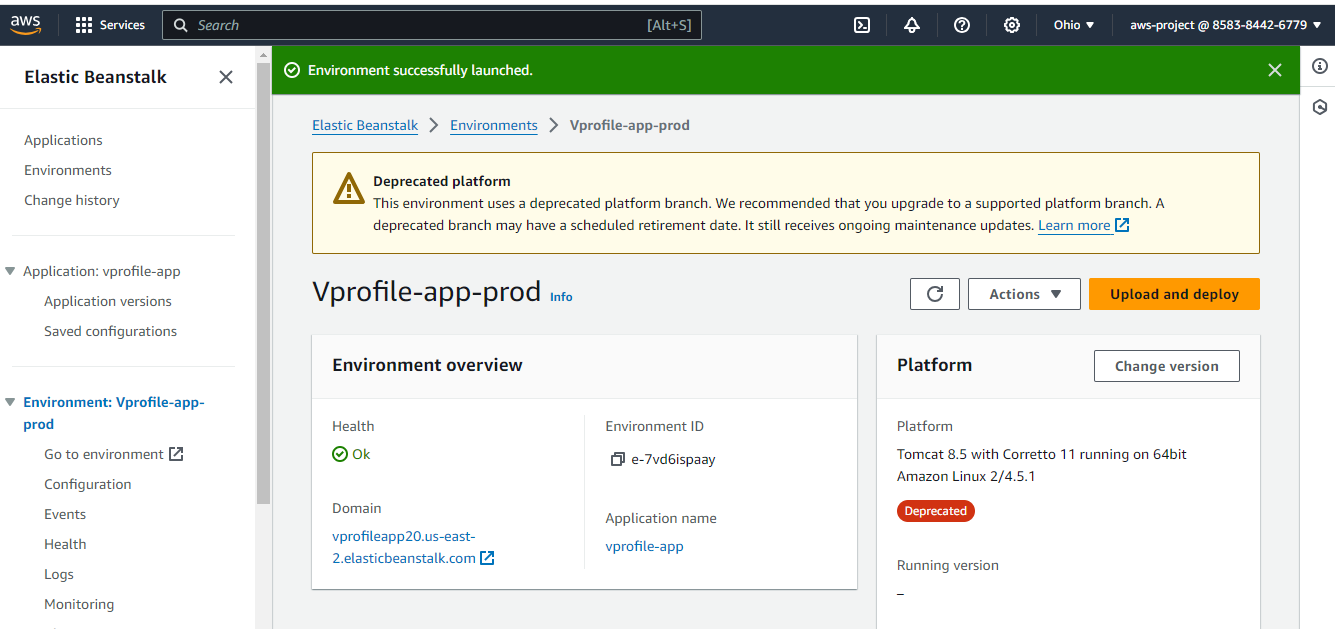 aws
Services
Search
[Alt+S]
Ohio
aws-project @ 8583-8442-6779
Elastic Beanstalk
Applications
Environments
Change history
Application: vprofile-app
Application versions
Saved configurations
Environment: Vprofile-app-
prod
Go to environment
Configuration
Events
Health
Logs
Monitoring
Environment successfully launched.
Elastic Beanstalk
Environments
Vprofile-app-prod
Deprecated platform
This environment uses a deprecated platform branch. We recommended that you upgrade to a supported platform branch. A
deprecated branch may have a scheduled retirement date. It still receives ongoing maintenance updates. Learn more
Vprofile-app-prod Info
Actions
Upload and deploy
Environment overview
Health
Ok
Domain
vprofileapp20.us-east-
2.elasticbeanstalk.com
Environment ID
e-7vd6ispaay
Application name
vprofile-app
Platform
Change version
Platform
Tomcat 8.5 with Corretto 11 running on 64bit
Amazon Linux 2/4.5.1
Deprecated
Running version
–